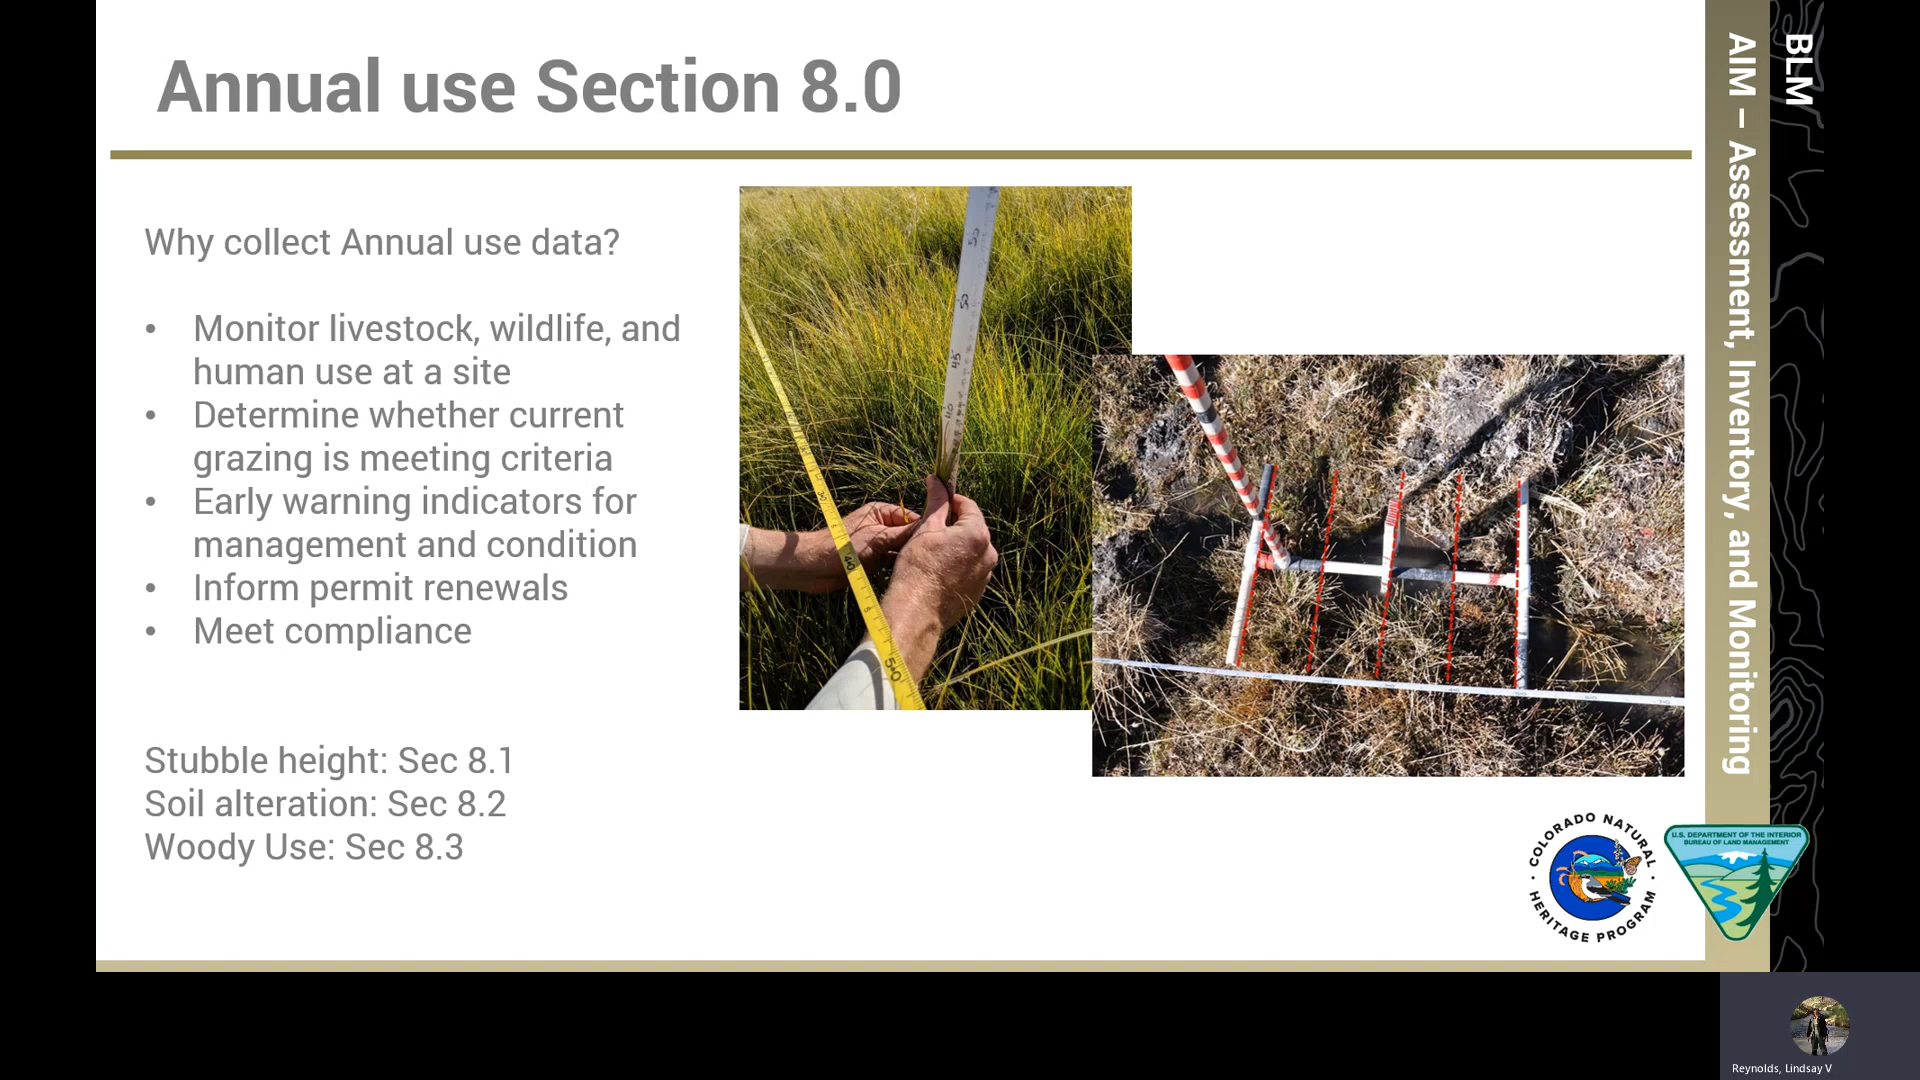 Annual use Section 8.0
Why collect Annual use data?
• Monitor livestock, wildlife, and
human use at a site
• Determine whether current
grazing is meeting criteria
• Early warning indicators for
management and condition
• Inform permit renewals
• Meet compliance
Stubble height: Sec 8.1
Soil alteration: Sec 8.2
Woody Use: Sec 8.3
BLM
AIM – Assessment, Inventory, and Monitoring
COLORADO NATURAL
HERITAGE PROGRAM
U.S. DEPARTMENT OF THE INTERIOR
BUREAU OF LAND MANAGEMENT
Reynolds, Lindsay V